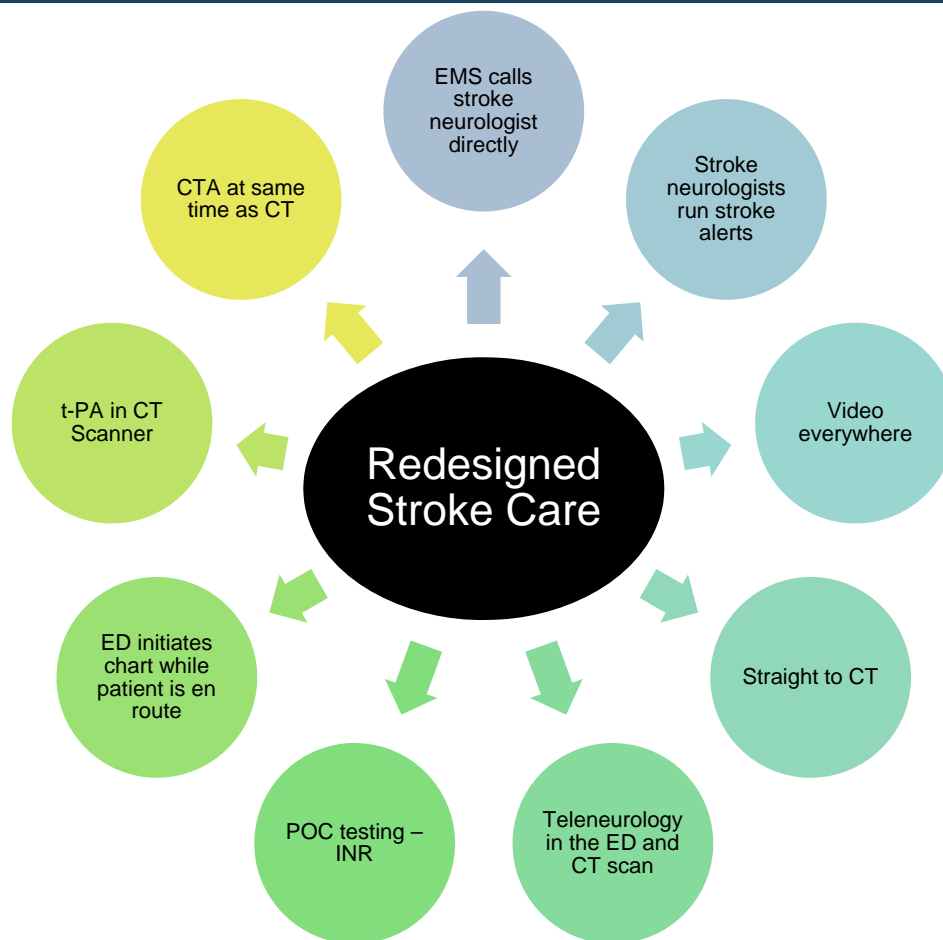 EMS calls
stroke
neurologist
directly
Stroke
neurologists
run stroke
alerts
Video
everywhere
Straight to CT
Teleneurology
in the ED and
CT scan
POC testing –
INR
ED initiates
chart while
patient is en
route
t-PA in CT
Scanner
CTA at same
time as CT
Redesigned
Stroke Care